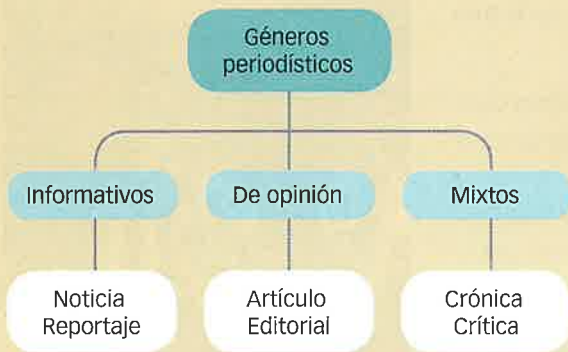 Géneros
periodísticos
Informativos
De opinión
Mixtos
Noticia
Reportaje
Artículo
Editorial
Crónica
Crítica